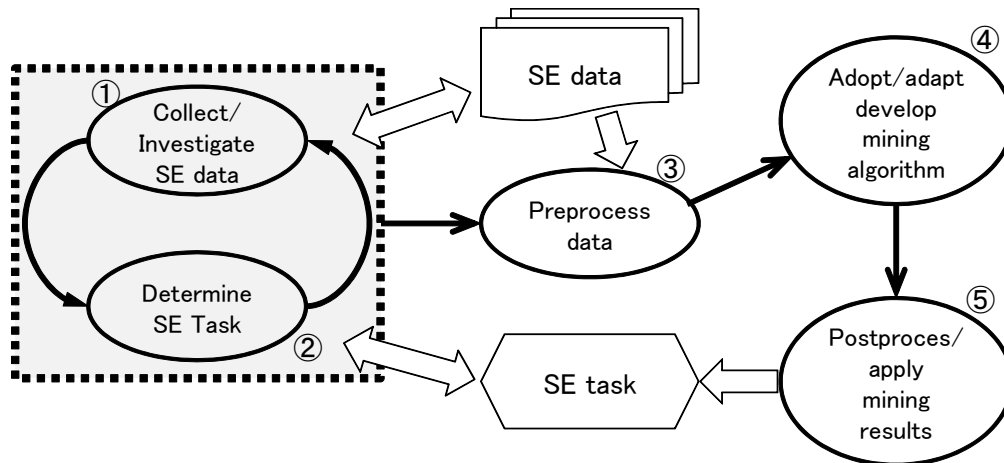 ①
Collect/
Investigate
SE data
Determine
SE Task
②
SE data
③
Preprocess
data
④
Adopt/adapt
develop
mining
algorithm
⑤
Postproces/
apply
mining
results
SE task